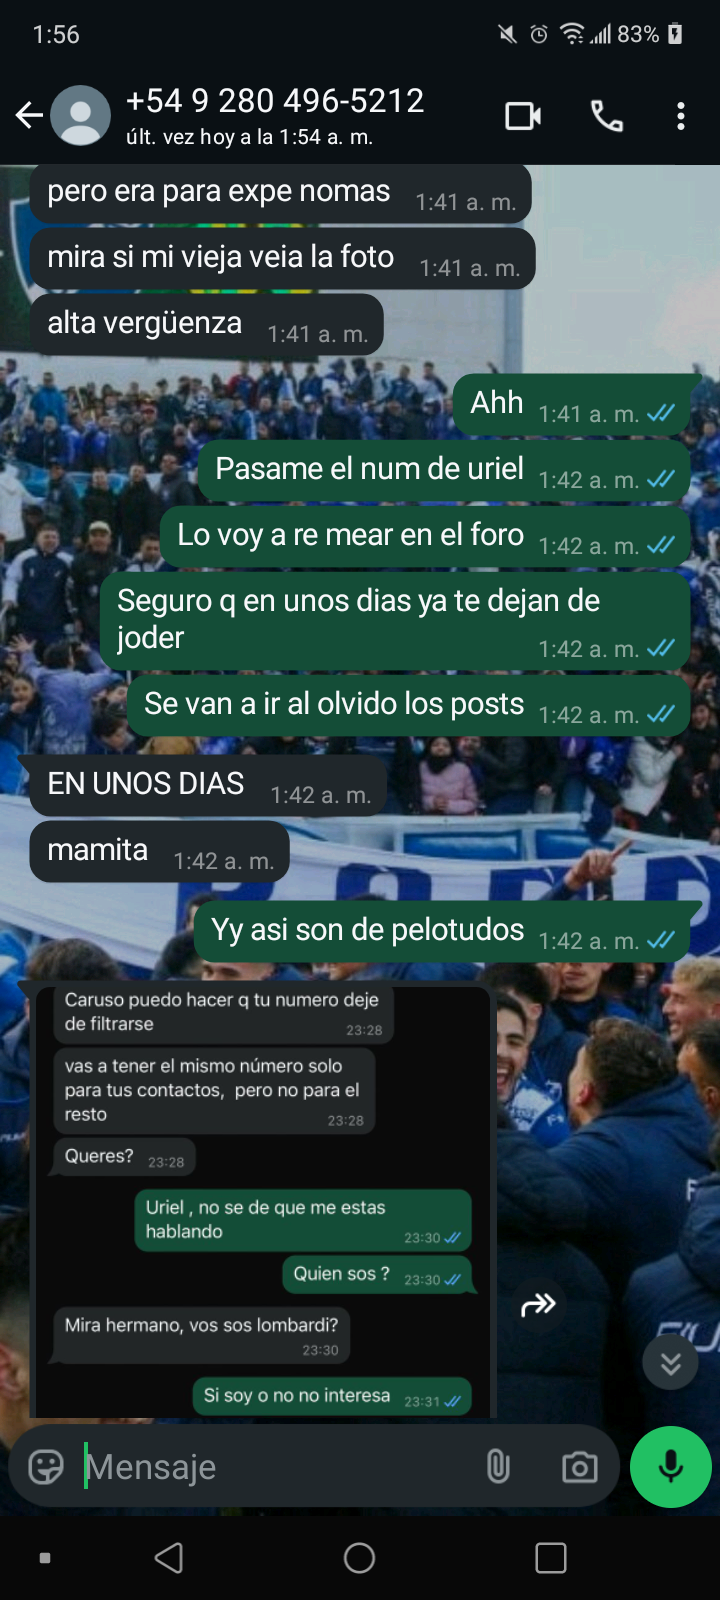 1:56
83%
+54 9 280 496-5212
últ. vez hoy a la 1:54 a. m.
pero era para expe nomas 1:41 a. m.
mira si mi vieja veia la foto 1:41 a. m.
alta vergüenza 1:41 a. m.
Ahh 1:41 a. m.
Pasame el num de uriel 1:42 a. m.
Lo voy a re mear en el foro 1:42 a. m.
Seguro q en unos dias ya te dejan de
joder 1:42 a. m.
Se van a ir al olvido los posts 1:42 a. m.
EN UNOS DIAS 1:42 a. m.
mamita 1:42 a. m.
Yy asi son de pelotudos 1:42 a. m.
Caruso puedo hacer q tu numero deje
de filtrarse 23:28
vas a tener el mismo número solo
para tus contactos, pero no para el
resto 23:28
Queres? 23:28
Uriel , no se de que me estas
hablando 23:30
Quien sos ? 23:30
Mira hermano, vos sos lombardi?
23:30
Si soy o no no interesa 23:31
Mensaje